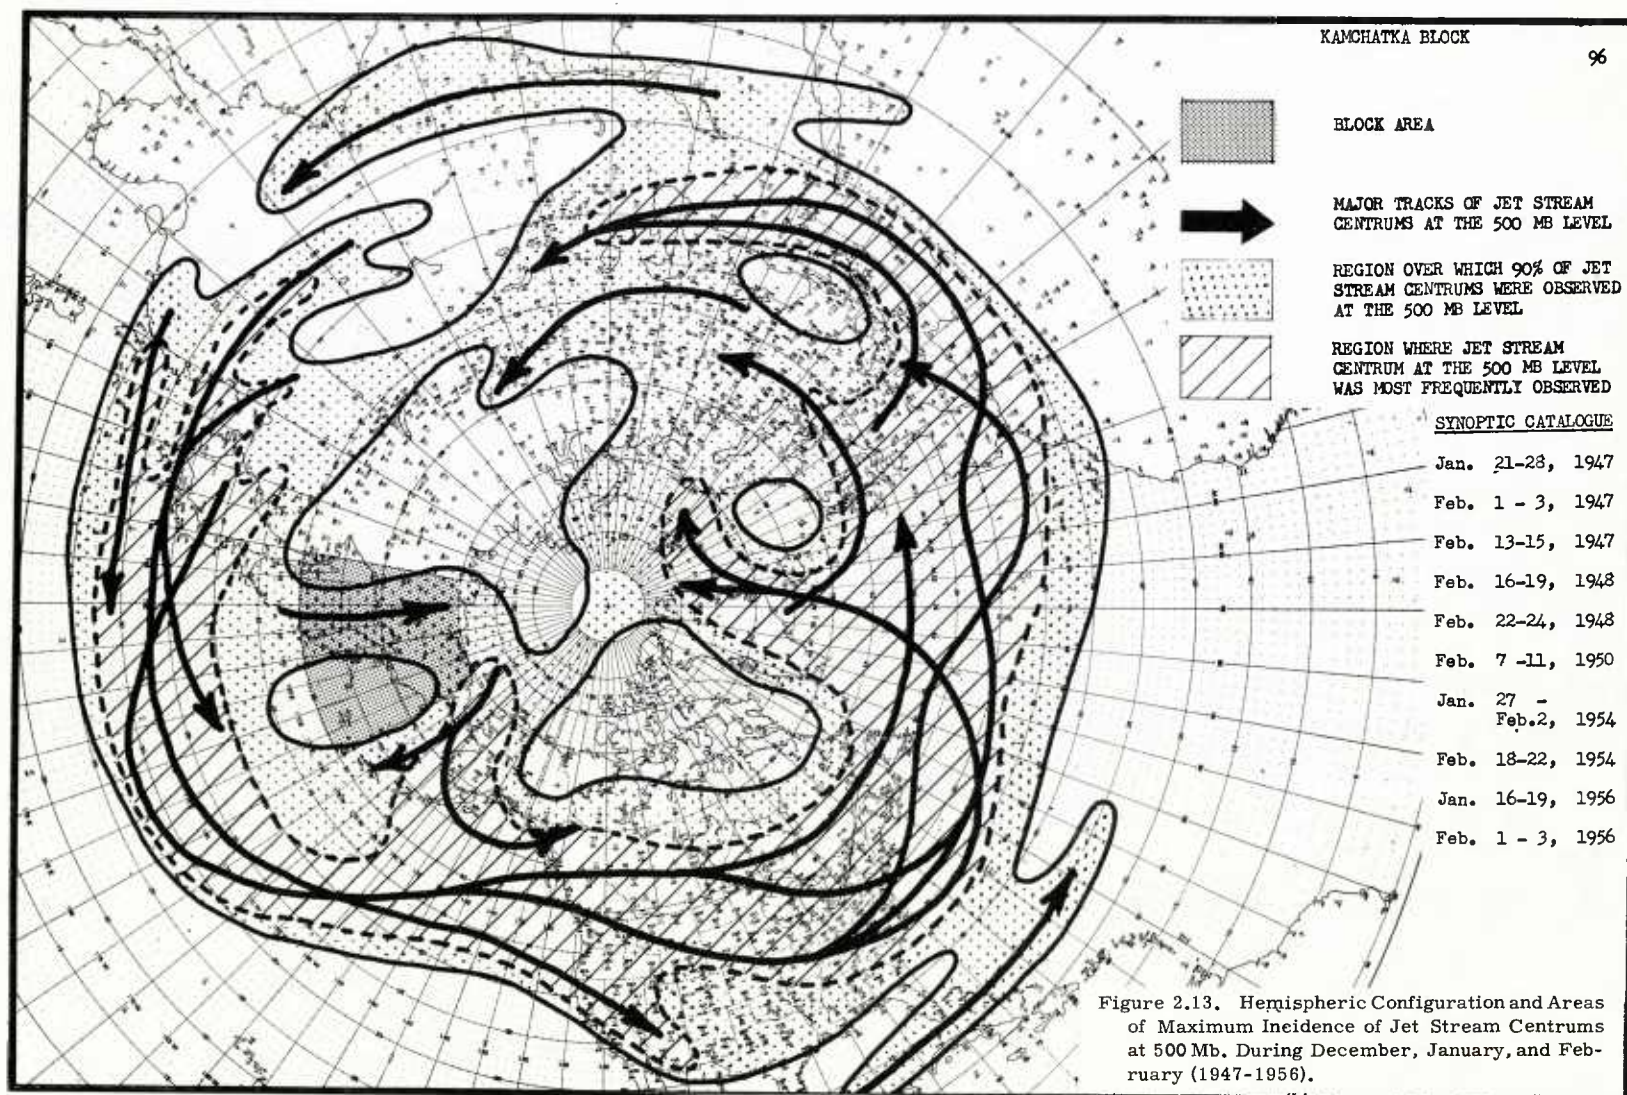 KAMCHATKA BLOCK
96
BLOCK AREA
MAJOR TRACKS OF JET STREAM
CENTRUMS AT THE 500 MB LEVEL
REGION OVER WHICH 90% OF JET
STREAM CENTRUMS WERE OBSERVED
AT THE 500 MB LEVEL
REGION WHERE JET STREAM
CENTRUM AT THE 500 MB LEVEL
WAS MOST FREQUENTLY OBSERVED
SYNOPTIC CATALOGUE
Jan. 21-28, 1947
Feb. 1 - 3, 1947
Feb. 13-15, 1947
Feb. 16-19, 1948
Feb. 22-24, 1948
Feb. 7 -11, 1950
Jan. 27 -
Feb.2, 1954
Feb. 18-22, 1954
Jan. 16-19, 1956
Feb. 1 - 3, 1956
Figure 2.13. Hemispheric Configuration and Areas
of Maximum Incidence of Jet Stream Centrums
at 500 Mb. During December, January, and Feb-
ruary (1947-1956).